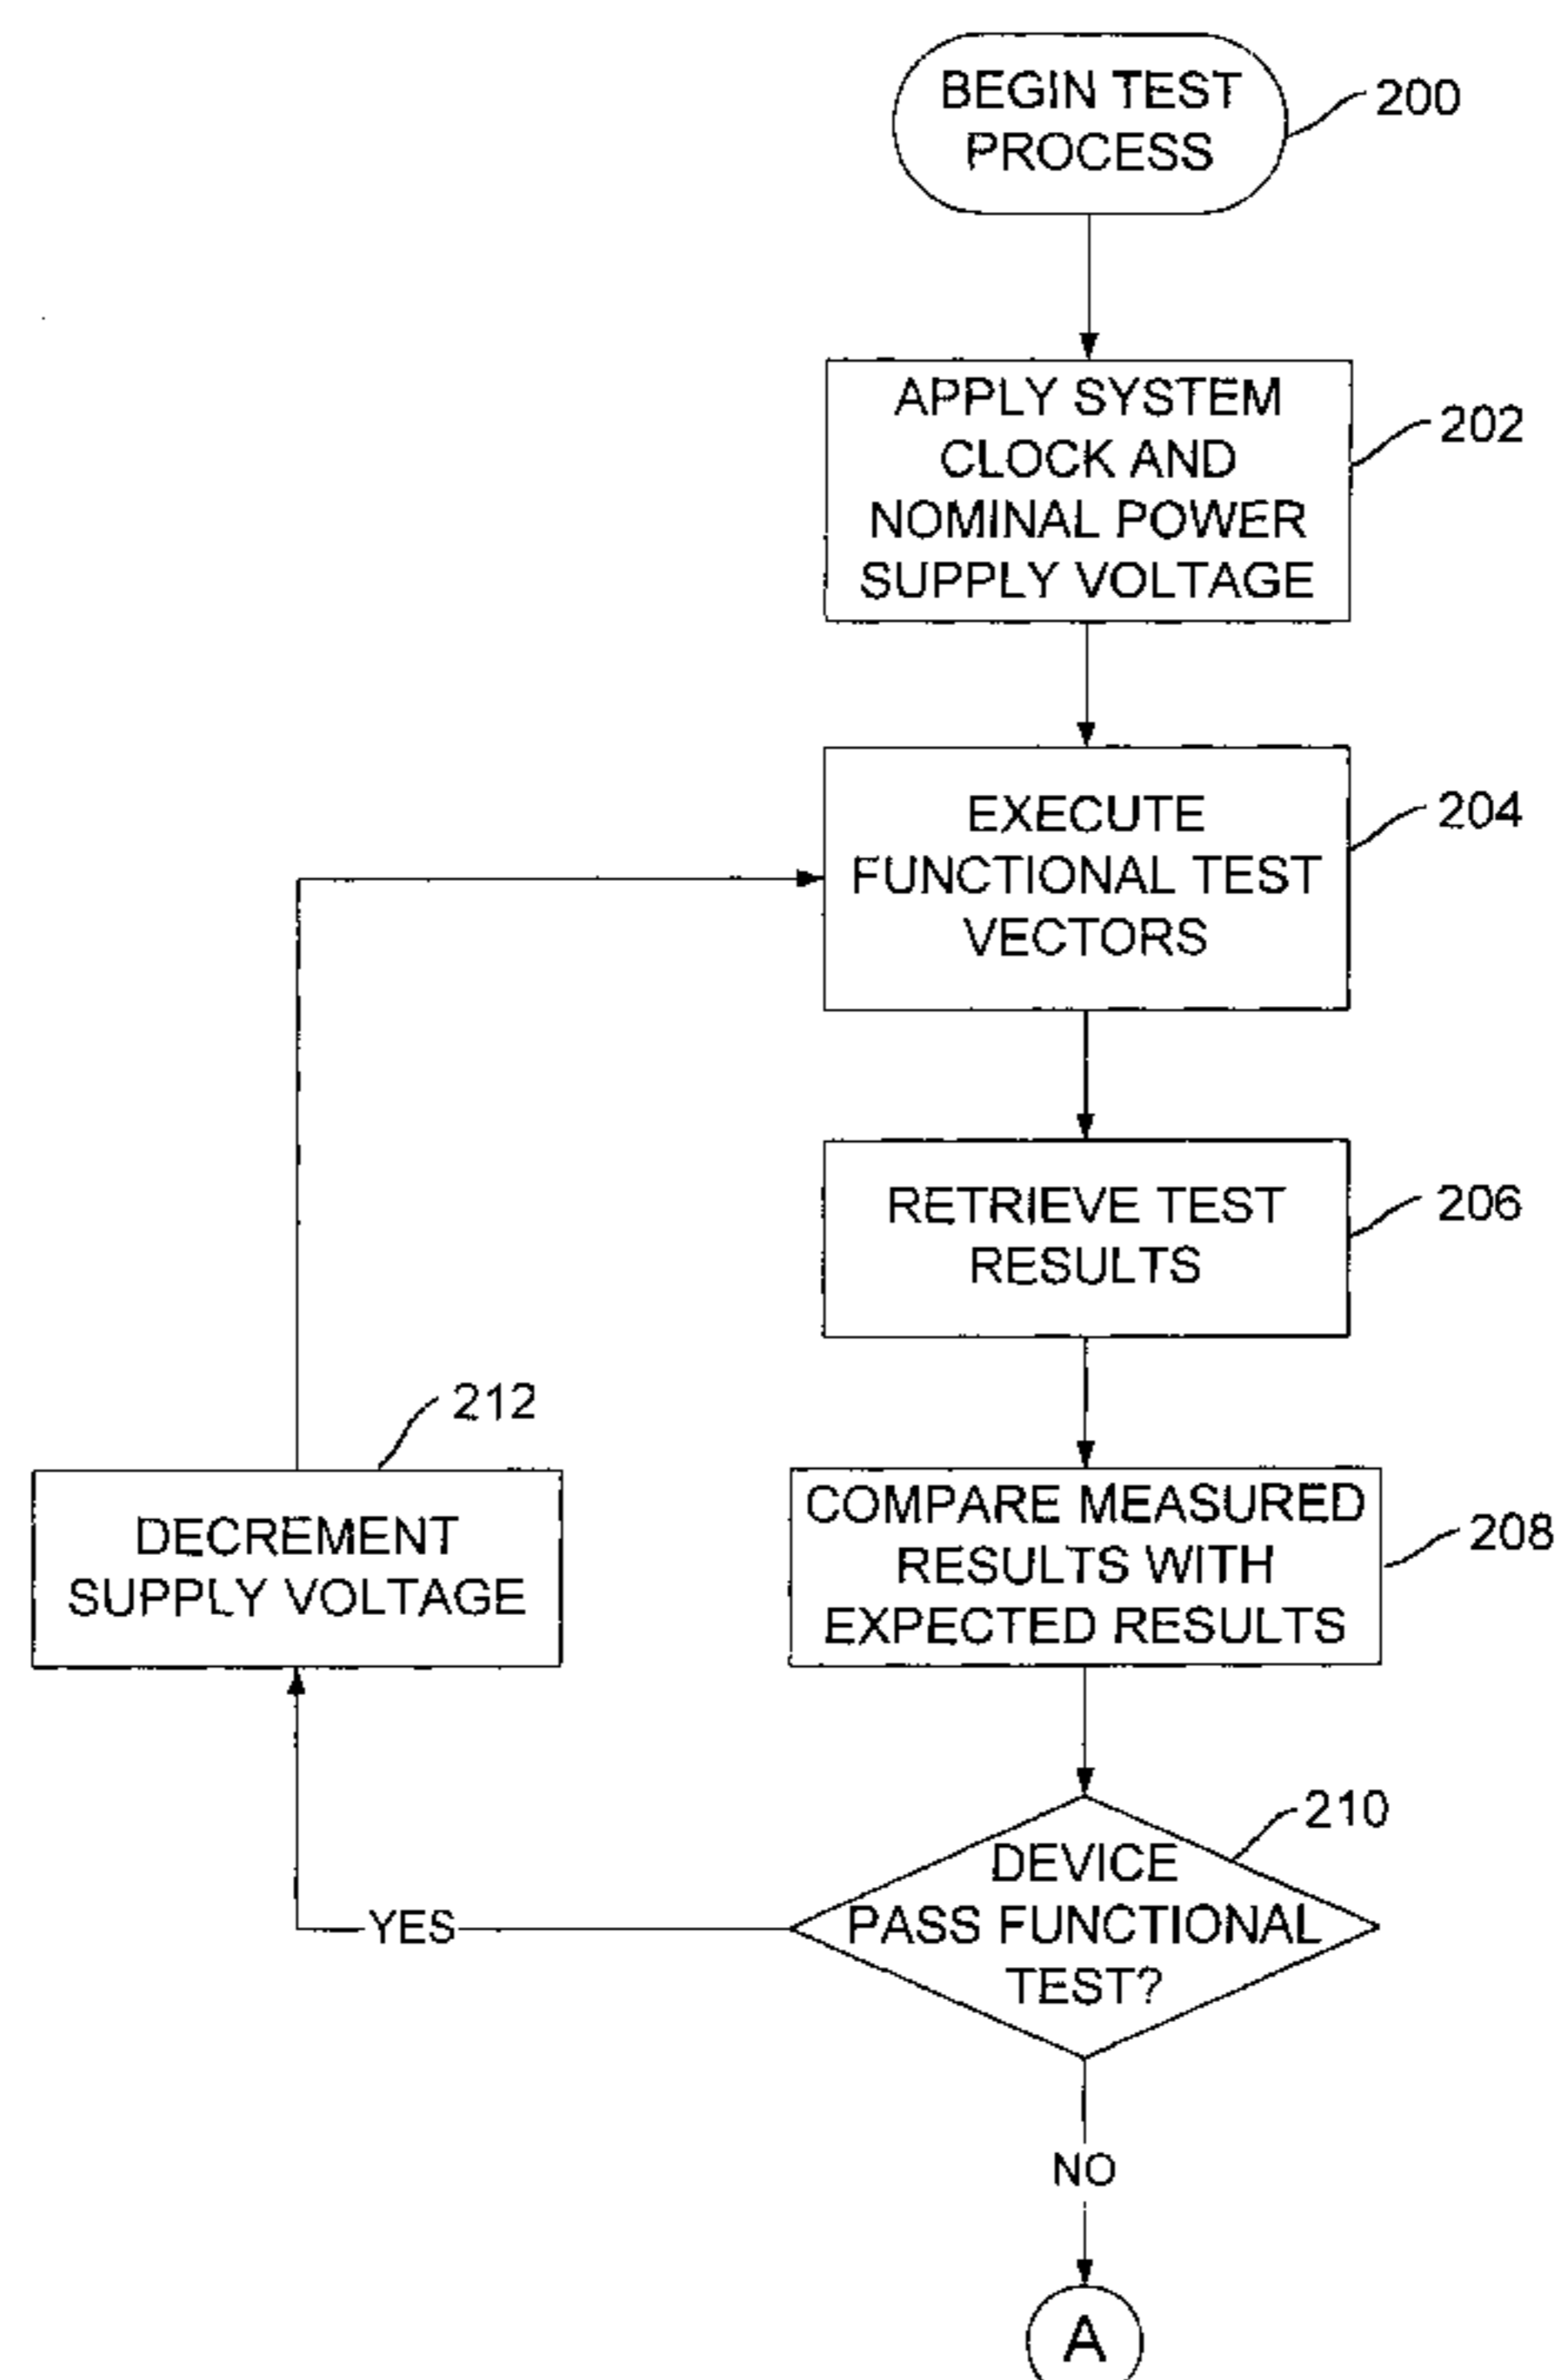 BEGIN TEST
PROCESS
200
APPLY SYSTEM
CLOCK AND
NOMINAL POWER
SUPPLY VOLTAGE
202
EXECUTE
FUNCTIONAL TEST
VECTORS
204
RETRIEVE TEST
RESULTS
206
212
DECREMENT
SUPPLY VOLTAGE
COMPARE MEASURED
RESULTS WITH
EXPECTED RESULTS
208
210
DEVICE
PASS FUNCTIONAL
TEST?
YES
NO
A